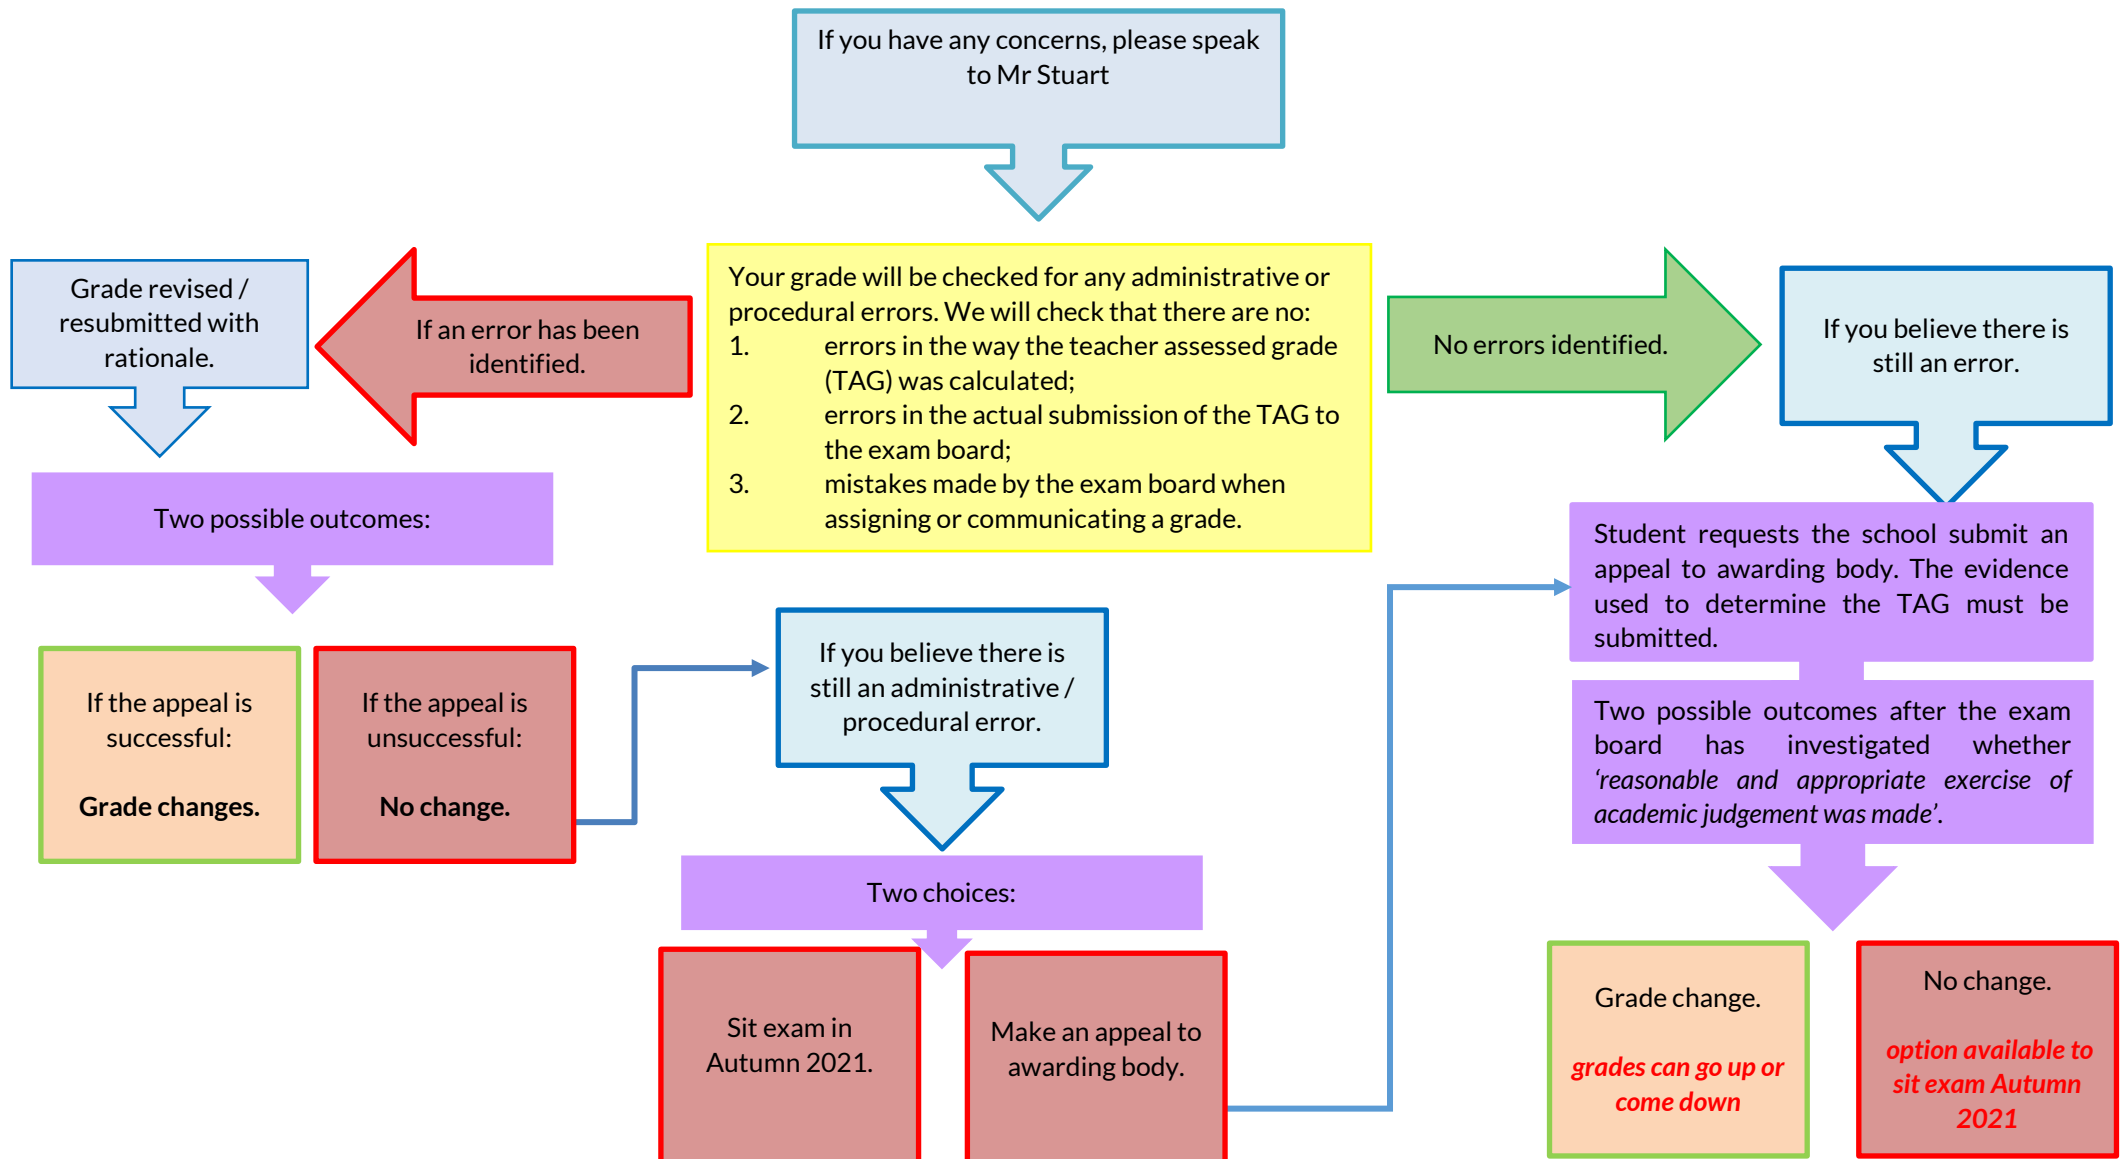 If you have any concerns, please speak
to Mr Stuart
Grade revised /
resubmitted with
rationale.
If an error has been
identified.
Your grade will be checked for any administrative or
procedural errors. We will check that there are no:
1. errors in the way the teacher assessed grade
(TAG) was calculated;
2. errors in the actual submission of the TAG to
the exam board;
3. mistakes made by the exam board when
assigning or communicating a grade.
No errors identified.
If you believe there is
still an error.
Two possible outcomes:
If the appeal is
successful:
Grade changes.
If the appeal is
unsuccessful:
No change.
If you believe there is
still an administrative /
procedural error.
Two choices:
Sit exam in
Autumn 2021.
Make an appeal to
awarding body.
Student requests the school submit an
appeal to awarding body. The evidence
used to determine the TAG must be
submitted.
Two possible outcomes after the exam
board has investigated whether
‘reasonable and appropriate exercise of
academic judgement was made’.
Grade change.
grades can go up or
come down
No change.
option available to
sit exam Autumn
2021